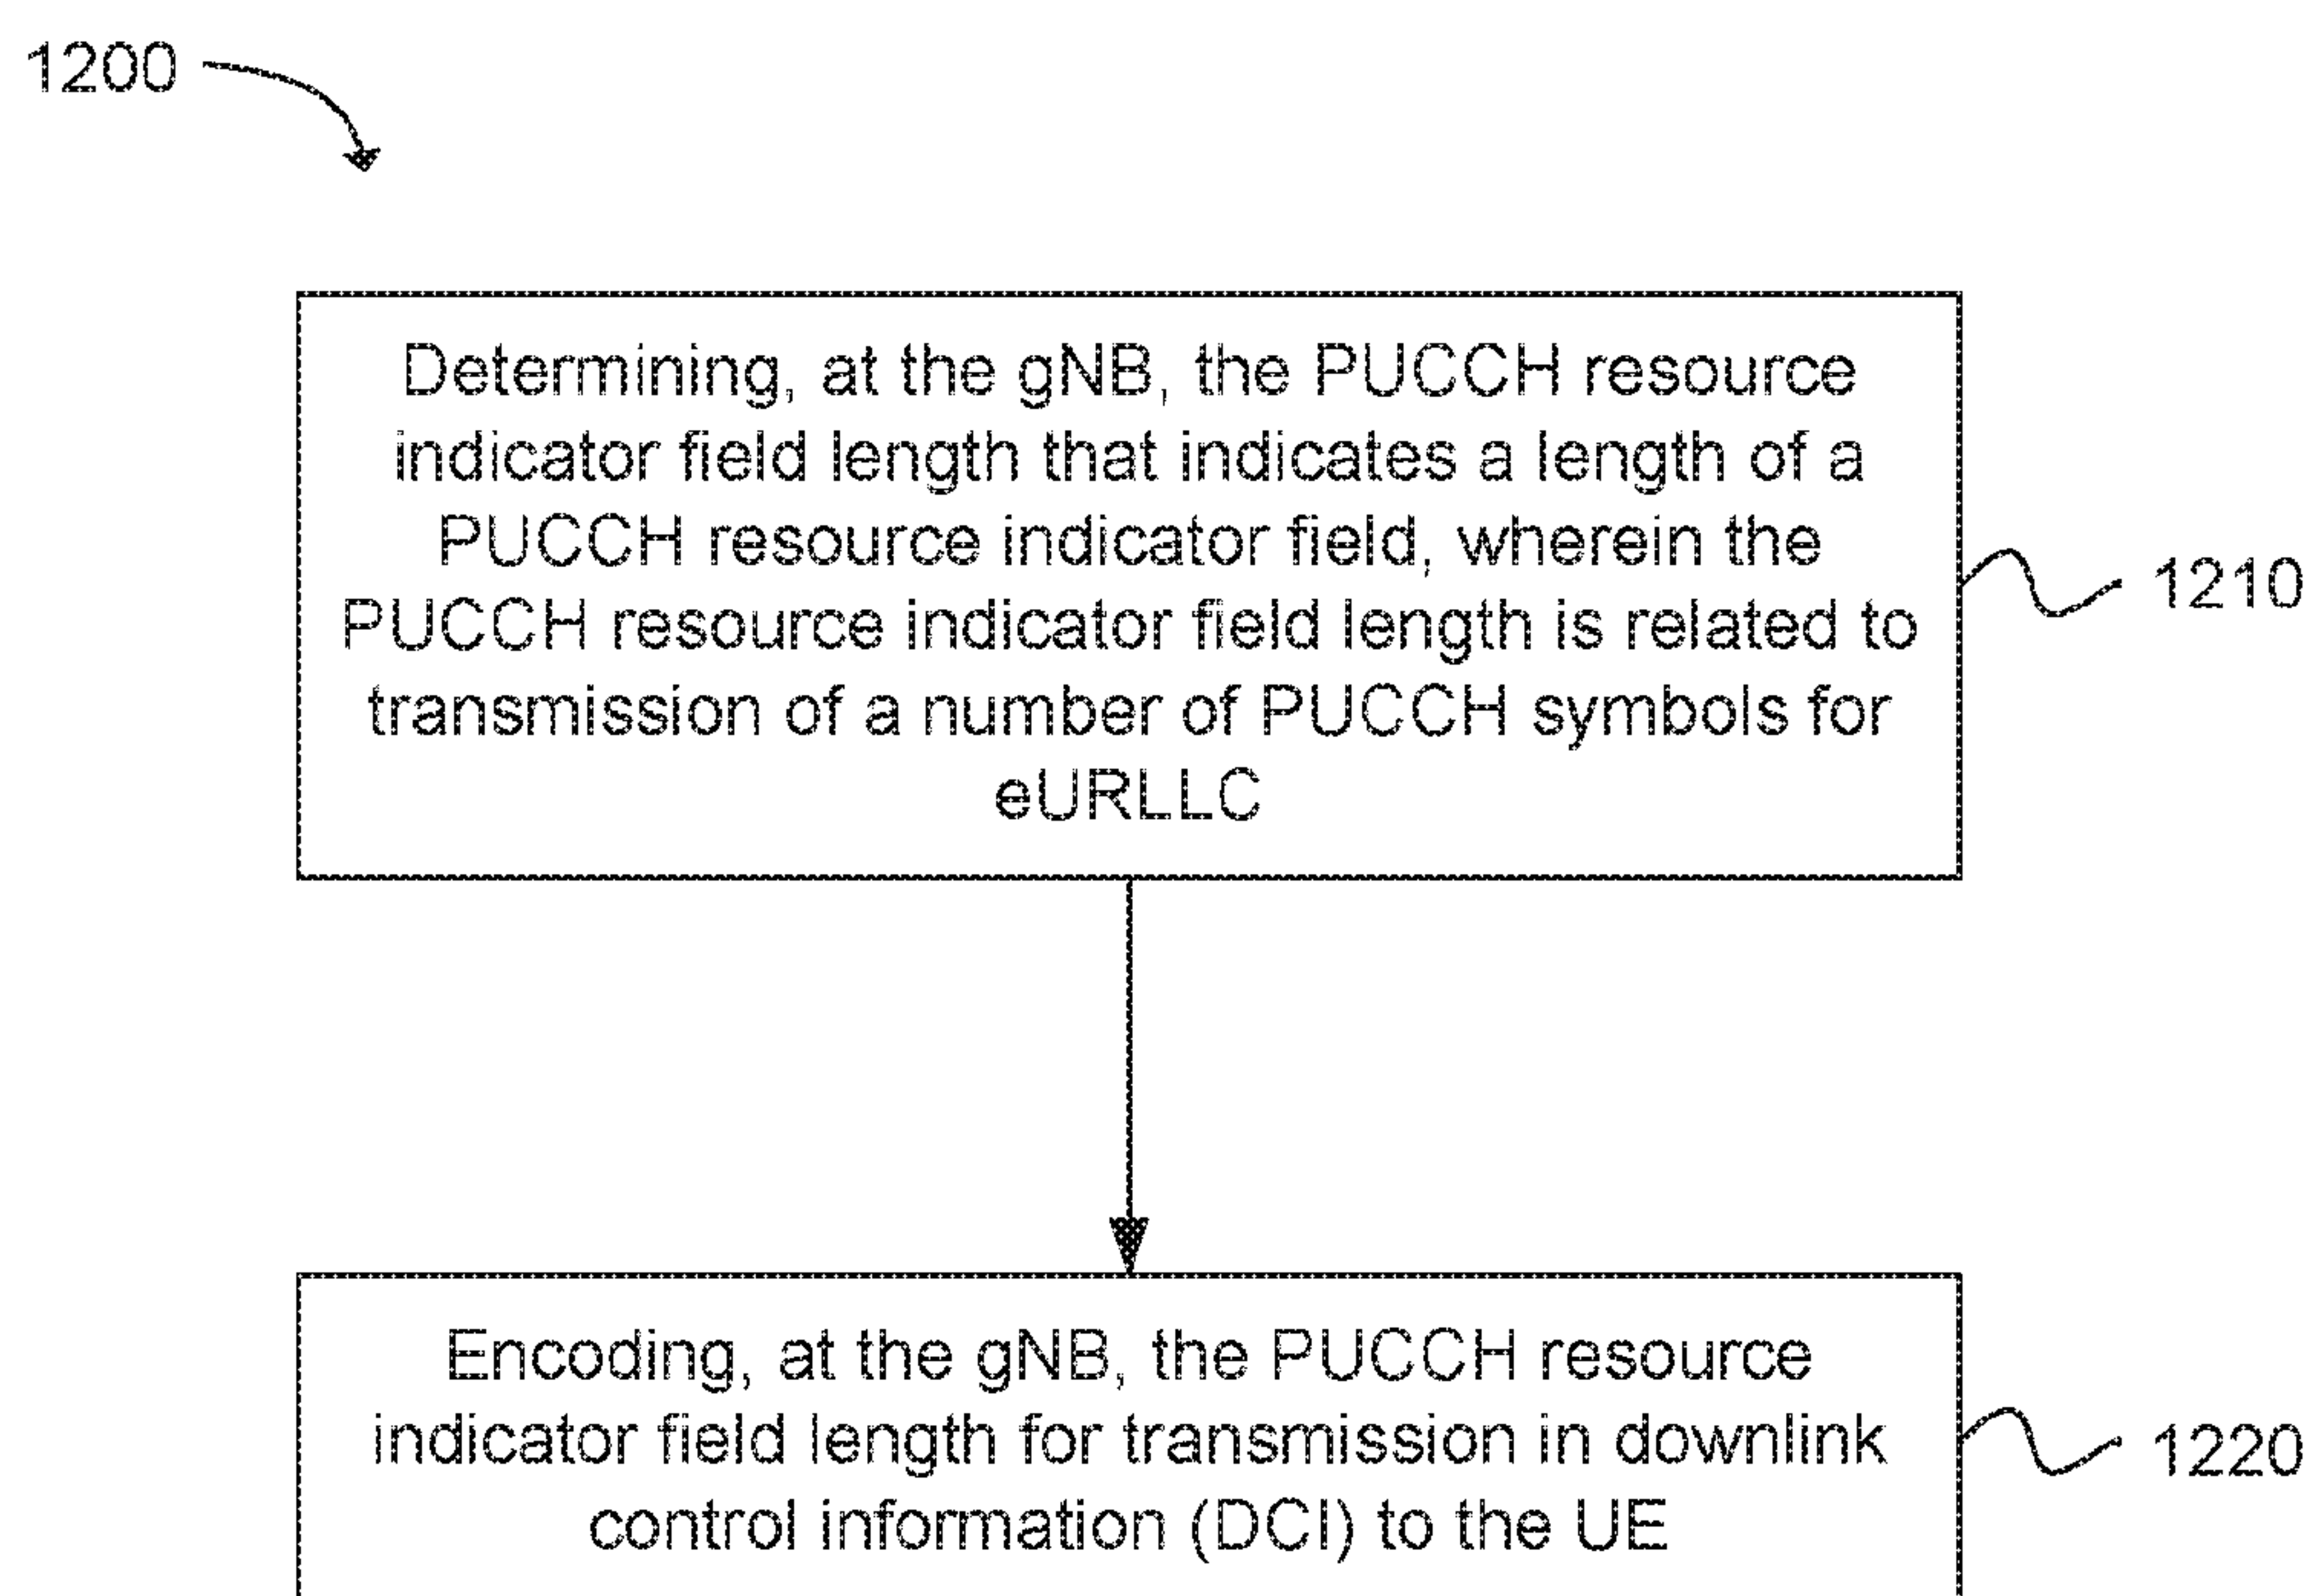 1200
Determining, at the gNB, the PUCCH resource
indicator field length that indicates a length of a
PUCCH resource indicator field, wherein the
PUCCH resource indicator field length is related to
transmission of a number of PUCCH symbols for
eURLLC
1210
Encoding, at the gNB, the PUCCH resource
indicator field length for transmission in downlink
control information (DCI) to the UE
1220